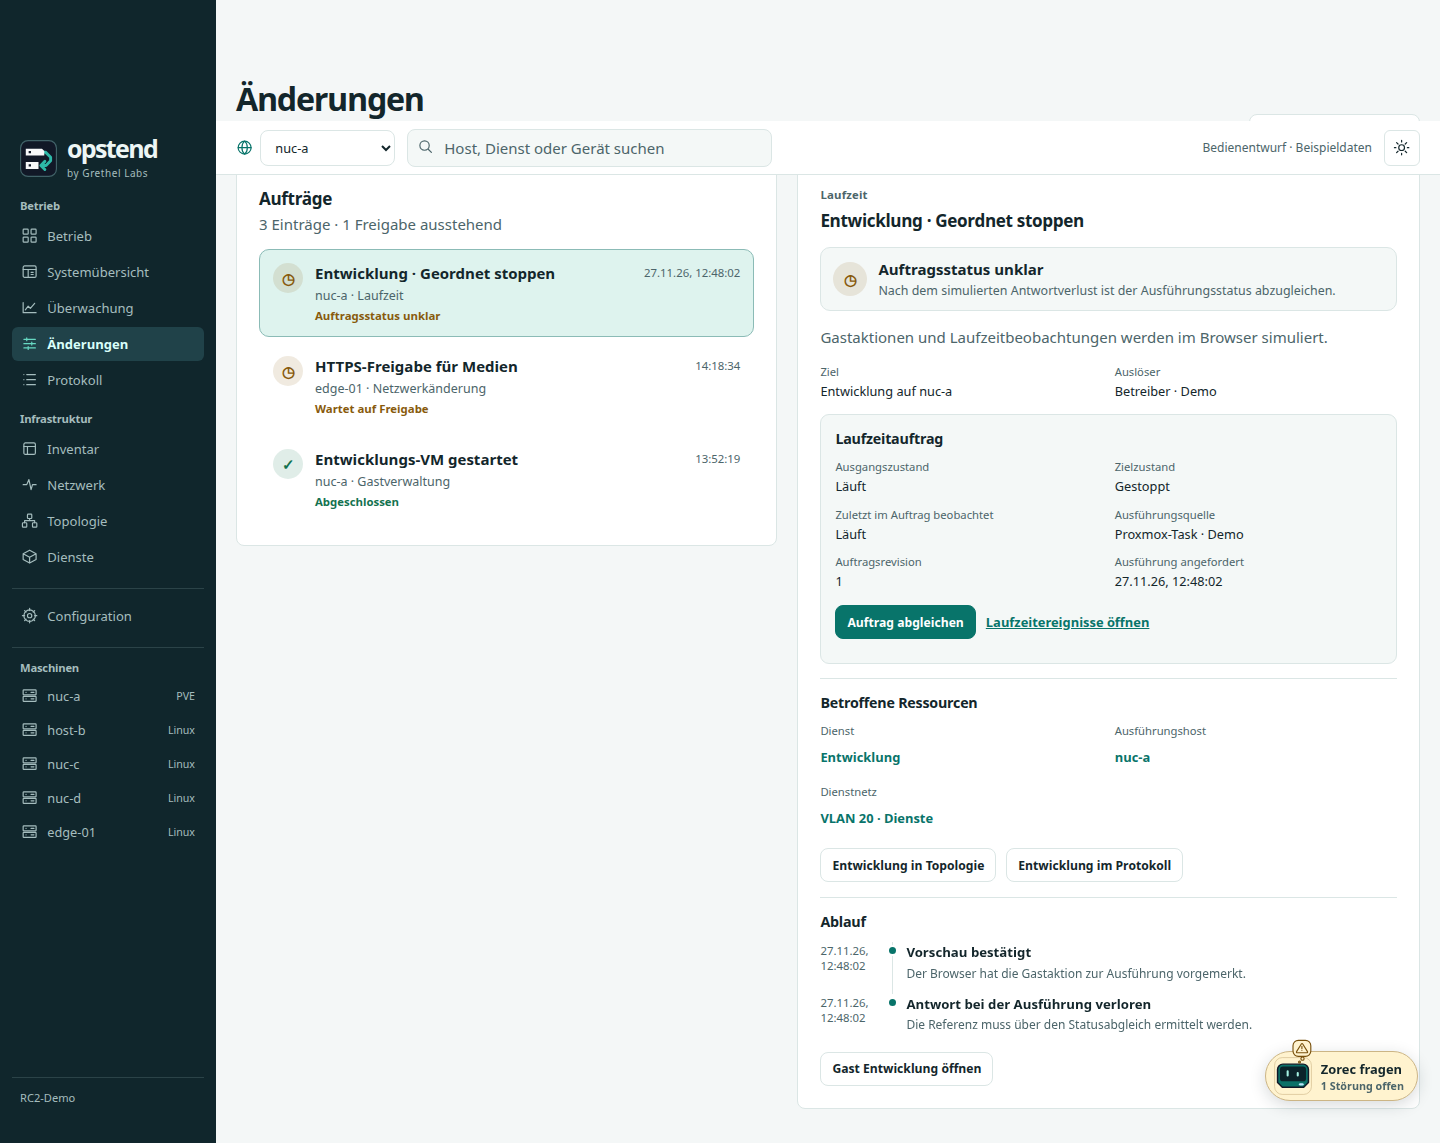 opstend
by Grethel Labs
Betrieb
Betrieb
Systemübersicht
Überwachung
Änderungen
Protokoll
Infrastruktur
Inventar
Netzwerk
Topologie
Dienste
Configuration
Maschinen
nuc-a PVE
host-b Linux
nuc-c Linux
nuc-d Linux
edge-01 Linux
RC2-Demo
Änderungen
nuc-a
Host, Dienst oder Gerät suchen
Bedienentwurf · Beispieldaten
Aufträge
3 Einträge · 1 Freigabe ausstehend
Entwicklung · Geordnet stoppen 27.11.26, 12:48:02
nuc-a · Laufzeit
Auftragsstatus unklar
HTTPS-Freigabe für Medien 14:18:34
edge-01 · Netzwerkänderung
Wartet auf Freigabe
Entwicklungs-VM gestartet 13:52:19
nuc-a · Gastverwaltung
Abgeschlossen
Laufzeit
Entwicklung · Geordnet stoppen
Auftragsstatus unklar
Nach dem simulierten Antwortverlust ist der Ausführungsstatus abzugleichen.
Gastaktionen und Laufzeitbeobachtungen werden im Browser simuliert.
Ziel Auslöser
Entwicklung auf nuc-a Betreiber · Demo
Laufzeitauftrag
Ausgangszustand Zielzustand
Läuft Gestoppt
Zuletzt im Auftrag beobachtet Ausführungsquelle
Läuft Proxmox-Task · Demo
Auftragsrevision Ausführung angefordert
1 27.11.26, 12:48:02
Auftrag abgleichen Laufzeitereignisse öffnen
Betroffene Ressourcen
Dienst Ausführungshost
Entwicklung nuc-a
Dienstnetz
VLAN 20 · Dienste
Entwicklung in Topologie Entwicklung im Protokoll
Ablauf
27.11.26, 12:48:02 Vorschau bestätigt
Der Browser hat die Gastaktion zur Ausführung vorgemerkt.
27.11.26, 12:48:02 Antwort bei der Ausführung verloren
Die Referenz muss über den Statusabgleich ermittelt werden.
Gast Entwicklung öffnen
Zorec fragen
1 Störung offen